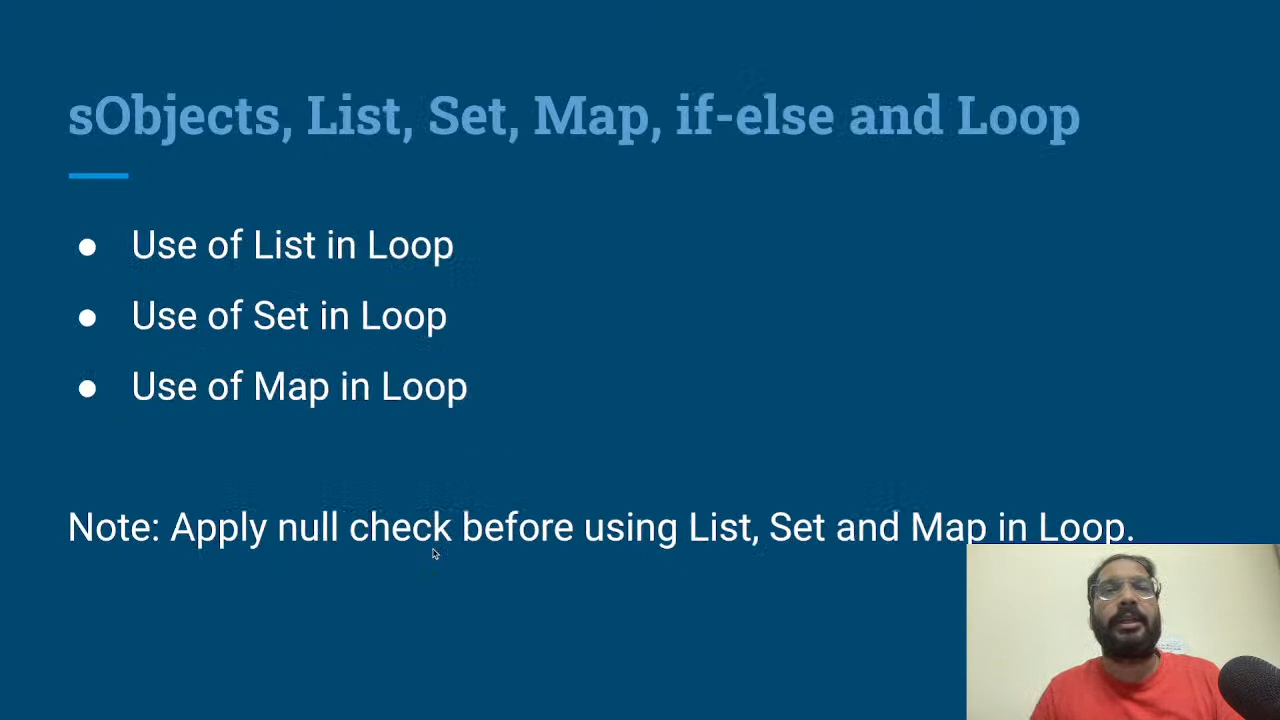 sObjects, List, Set, Map, if-else and Loop
● Use of List in Loop
● Use of Set in Loop
● Use of Map in Loop
Note: Apply null check before using List, Set and Map in Loop.